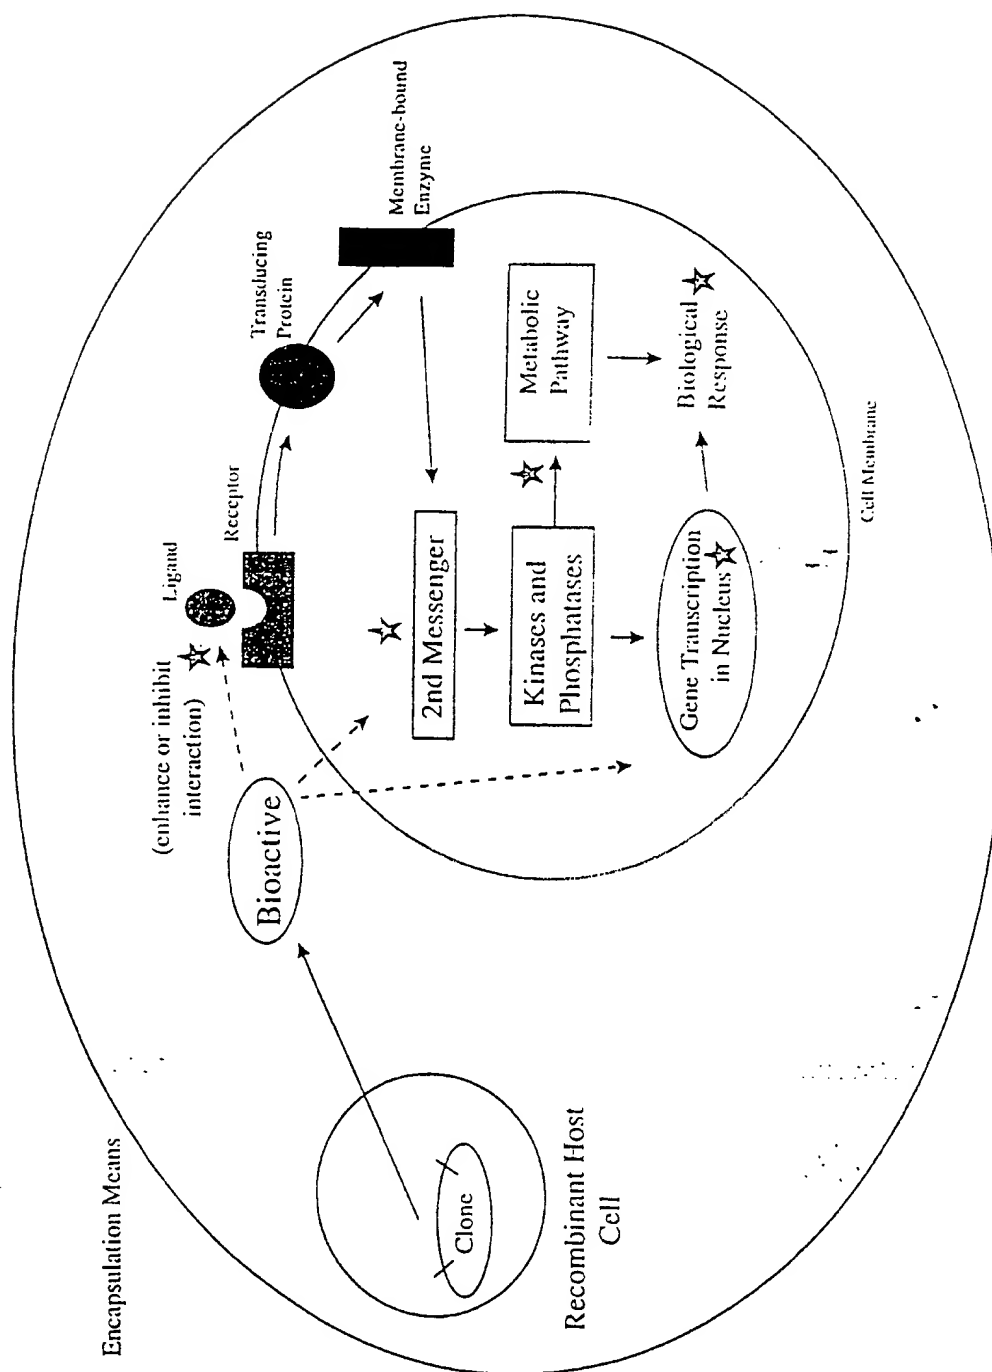 Encapsulation Means
(enhance or inhibit
interaction)
Ligand
Receptor
Transducing
Protein
Membrane-bound
Enzyme
Bioactive
2nd Messenger
Kinases and
Phosphatases
Metabolic
Pathway
Gene Transcription
in Nucleus
Biological
Response
Cell Membrane
Clone
Recombinant Host
Cell